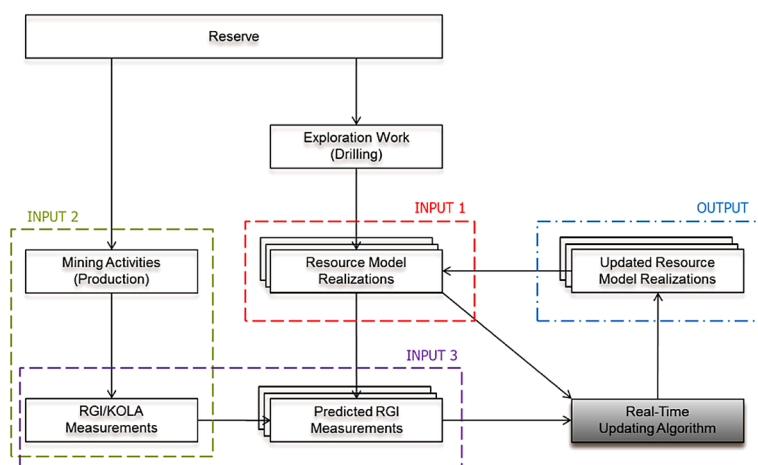 Reserve
Exploration Work
(Drilling)
INPUT 2
INPUT 1
OUTPUT
Mining Activities
(Production)
Resource Model
Realizations
Updated Resource
Model Realizations
INPUT 3
RGI/KOLA
Measurements
Predicted RGI
Measurements
Real-Time
Updating Algorithm